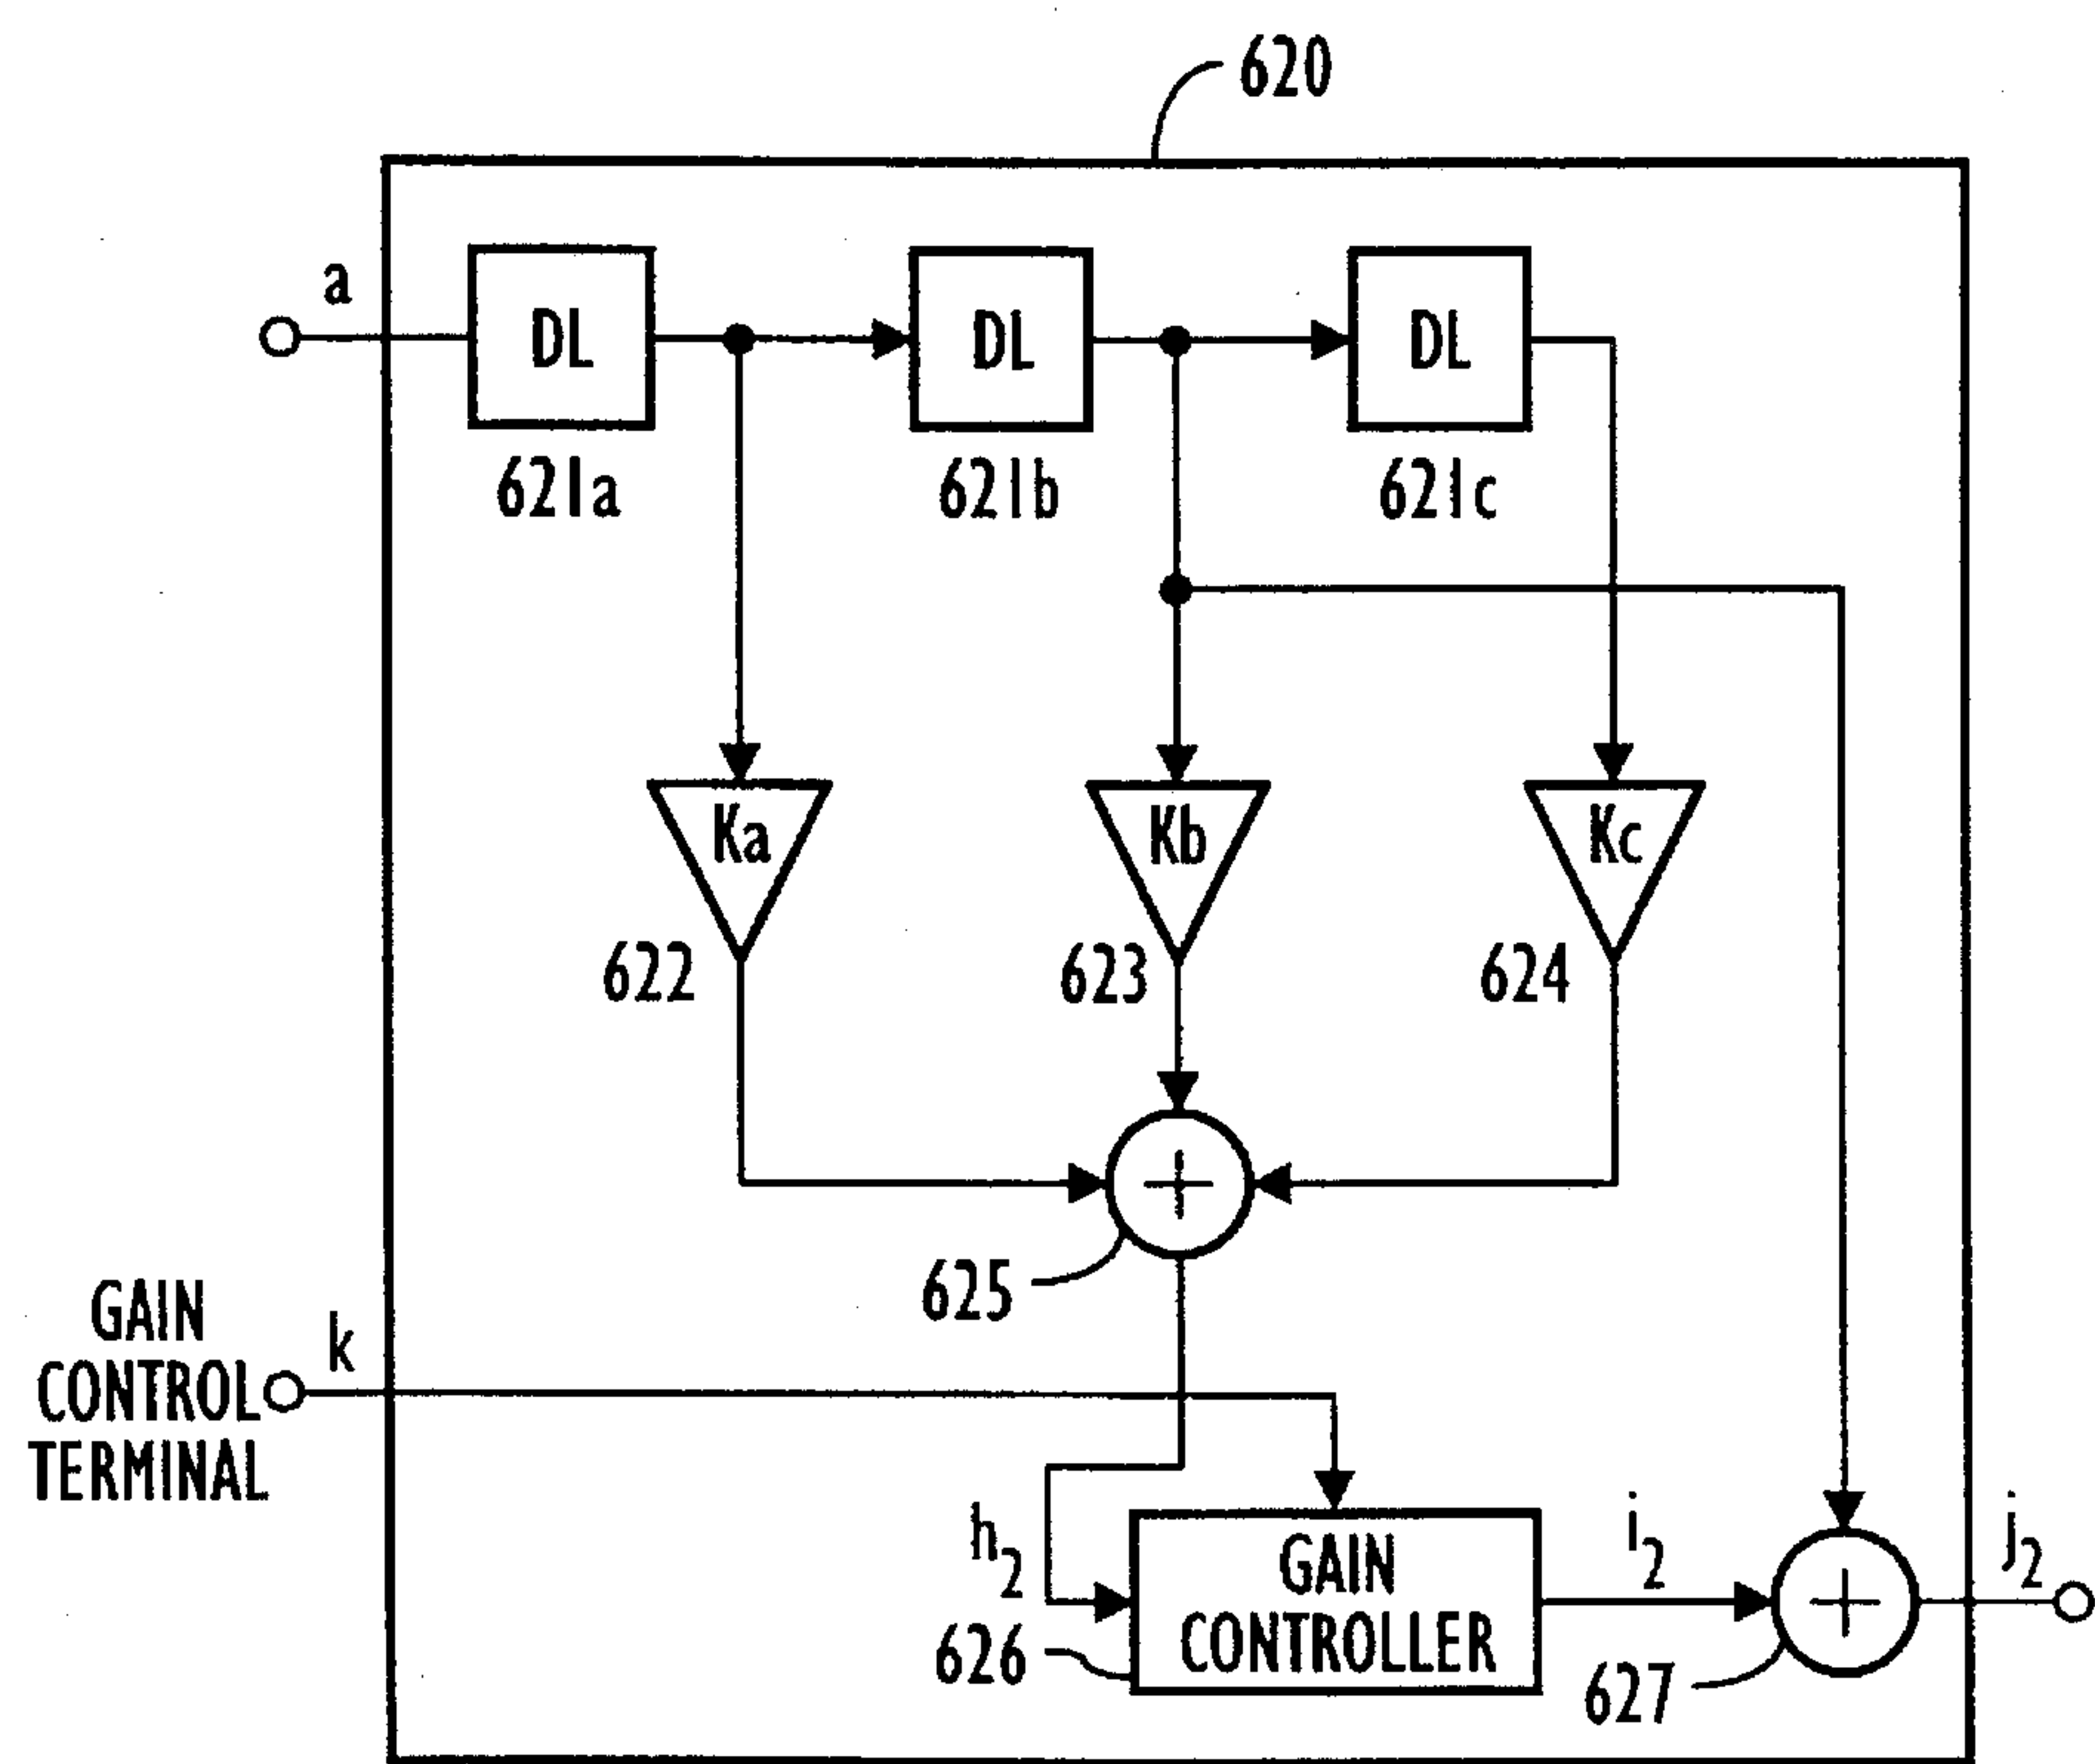 620
a
DL
DL
DL
621a
621b
621c
Ka
Kb
Kc
622
623
624
625
GAIN
CONTROL
TERMINAL
k
h2
GAIN
CONTROLLER
i2
j2
626
627